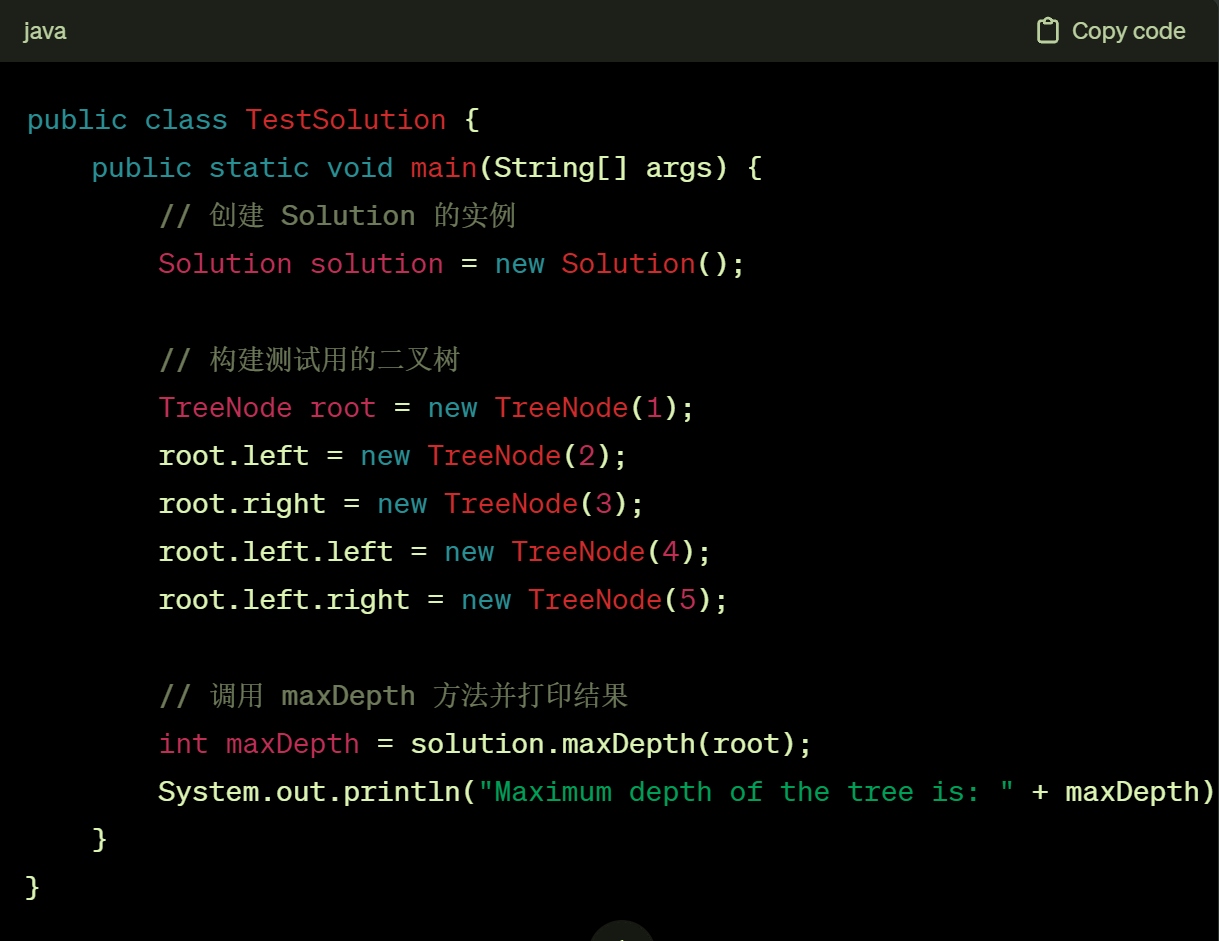 java
Copy code
public class TestSolution {
    public static void main(String[] args) {
        // 创建 Solution 的实例
        Solution solution = new Solution();

        // 构建测试用的二叉树
        TreeNode root = new TreeNode(1);
        root.left = new TreeNode(2);
        root.right = new TreeNode(3);
        root.left.left = new TreeNode(4);
        root.left.right = new TreeNode(5);

        // 调用 maxDepth 方法并打印结果
        int maxDepth = solution.maxDepth(root);
        System.out.println("Maximum depth of the tree is: " + maxDepth)
    }
}